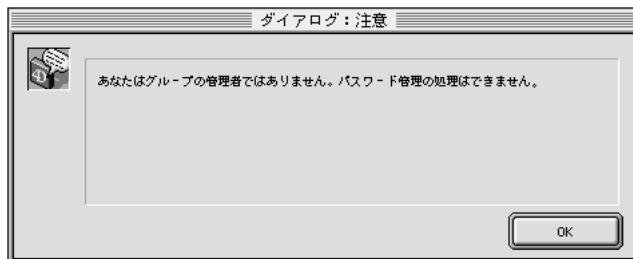 ダイアログ：注意
4D
あなたはグループの管理者ではありません。パスワード管理の処理はできません。
OK